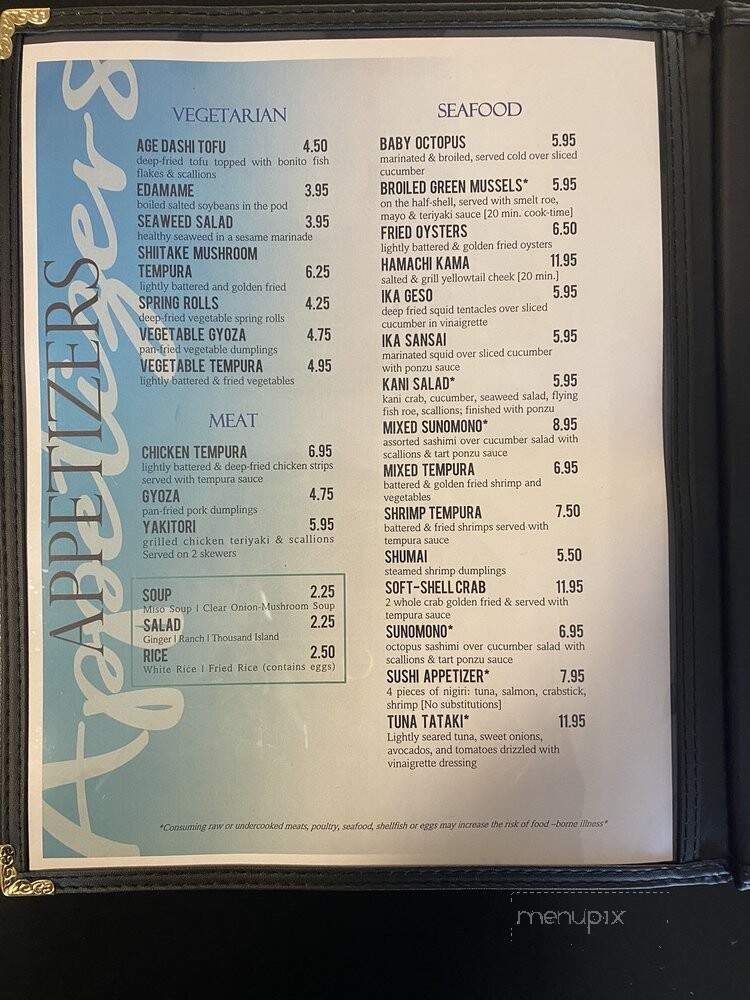 Appetizers
APPETIZERS
VEGETARIAN
AGE DASHI TOFU 4.50
deep-fried tofu topped with bonito fish
flakes & scallions
EDAMAME 3.95
boiled salted soybeans in the pod
SEAWEED SALAD 3.95
healthy seaweed in a sesame marinade
SHIITAKE MUSHROOM
TEMPURA 6.25
lightly battered and golden fried
SPRING ROLLS 4.25
deep-fried vegetable spring rolls
VEGETABLE GYOZA 4.75
pan-fried vegetable dumplings
VEGETABLE TEMPURA 4.95
lightly battered & fried vegetables
MEAT
CHICKEN TEMPURA 6.95
lightly battered & deep-fried chicken strips
served with tempura sauce
GYOZA 4.75
pan-fried pork dumplings
YAKITORI 5.95
grilled chicken teriyaki & scallions
Served on 2 skewers
SOUP 2.25
Miso Soup | Clear Onion-Mushroom Soup
SALAD 2.25
Ginger | Ranch | Thousand Island
RICE 2.50
White Rice | Fried Rice (contains eggs)
SEAFOOD
BABY OCTOPUS 5.95
marinated & broiled, served cold over sliced
cucumber
BROILED GREEN MUSSELS* 5.95
on the half-shell, served with smelt roe,
mayo & teriyaki sauce [20 min. cook-time]
FRIED OYSTERS 6.50
lightly battered & golden fried oysters
HAMACHI KAMA 11.95
salted & grill yellowtail cheek [20 min.]
IKA GESO 5.95
deep fried squid tentacles over sliced
cucumber in vinaigrette
IKA SANSAI 5.95
marinated squid over sliced cucumber
with ponzu sauce
KANI SALAD* 5.95
kani crab, cucumber, seaweed salad, flying
fish roe, scallions; finished with ponzu
MIXED SUNOMONO* 8.95
assorted sashimi over cucumber salad with
scallions & tart ponzu sauce
MIXED TEMPURA 6.95
battered & golden fried shrimp and
vegetables
SHRIMP TEMPURA 7.50
battered & fried shrimps served with
tempura sauce
SHUMAI 5.50
steamed shrimp dumplings
SOFT-SHELL CRAB 11.95
2 whole crab golden fried & served with
tempura sauce
SUNOMONO* 6.95
octopus sashimi over cucumber salad with
scallions & tart ponzu sauce
SUSHI APPETIZER* 7.95
4 pieces of nigiri: tuna, salmon, crabstick,
shrimp [No substitutions]
TUNA TATAKI* 11.95
Lightly seared tuna, sweet onions,
avocados, and tomatoes drizzled with
vinaigrette dressing
*Consuming raw or undercooked meats, poultry, seafood, shellfish or eggs may increase the risk of food –borne illness*
menupix